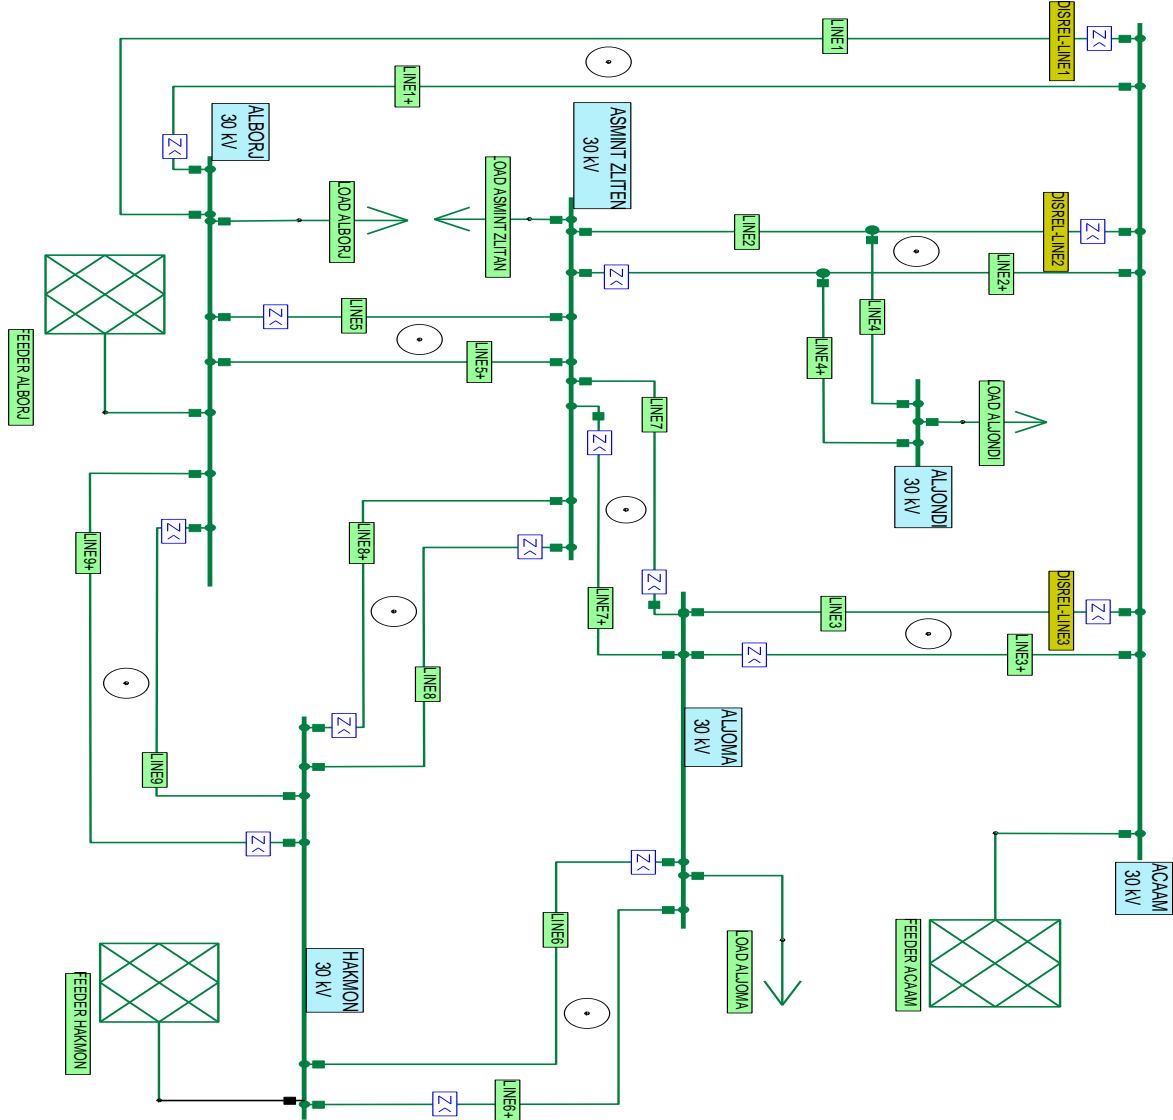 DISREL-LINE1
Z<
LINE1
LINE1+
Z<
ALBORJ
30 kV
ASMINT ZLITEN
30 kV
LOAD ALBORJ
LOAD ASMINT ZLITAN
LINE2
DISREL-LINE2
Z<
LINE2+
Z<
LINE4
LINE4+
LINE5
Z<
LINE5+
FEEDER ALBORJ
LINE7
Z<
LOAD ALJONDI
ALJONDI
30 kV
LINE9+
Z<
LINE8+
Z<
Z<
LINE7+
LINE3
DISREL-LINE3
Z<
LINE3+
Z<
LINE8
Z<
LINE9
Z<
ALJOMA
30 kV
Z<
ACAAM
30 kV
LINE6
LOAD ALJOMA
FEEDER ACAAM
HAKMON
30 kV
FEEDER HAKMON
Z<
LINE6+